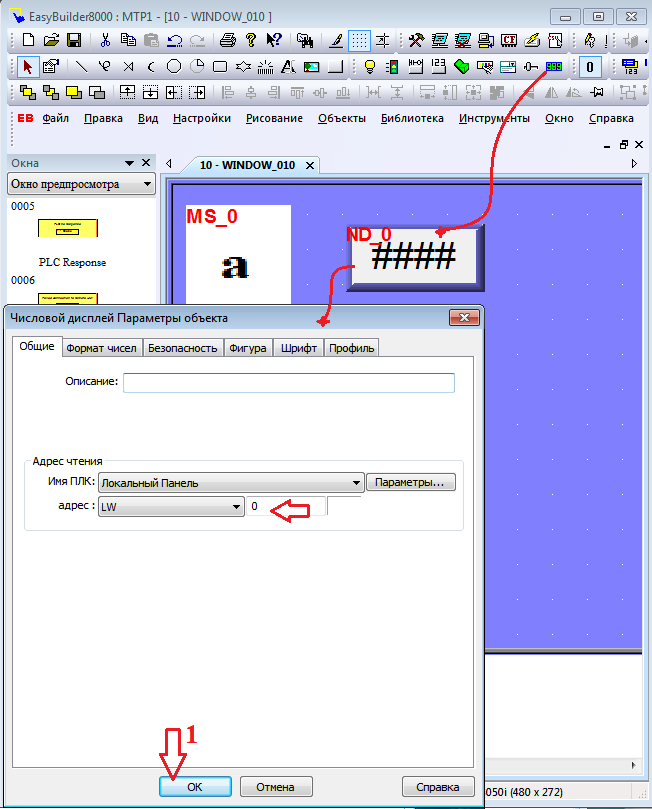 EasyBuilder8000 : MTP1 - [10 - WINDOW_010 ]
EB Файл Правка Вид Настройки Рисование Объекты Библиотека Инструменты Окно Справка
Окна
10 - WINDOW_010
Окно предпросмотра
0005
PLC Response
0006
MS_0
a
ND_0
####
Числовой дисплей Параметры объекта
Общие Формат чисел Безопасность Фигура Шрифт Профиль
Описание:
Адрес чтения
Имя ПЛК: Локальный Панель Параметры...
адрес : LW 0
1
ОК Отмена Справка
050i (480 x 272)